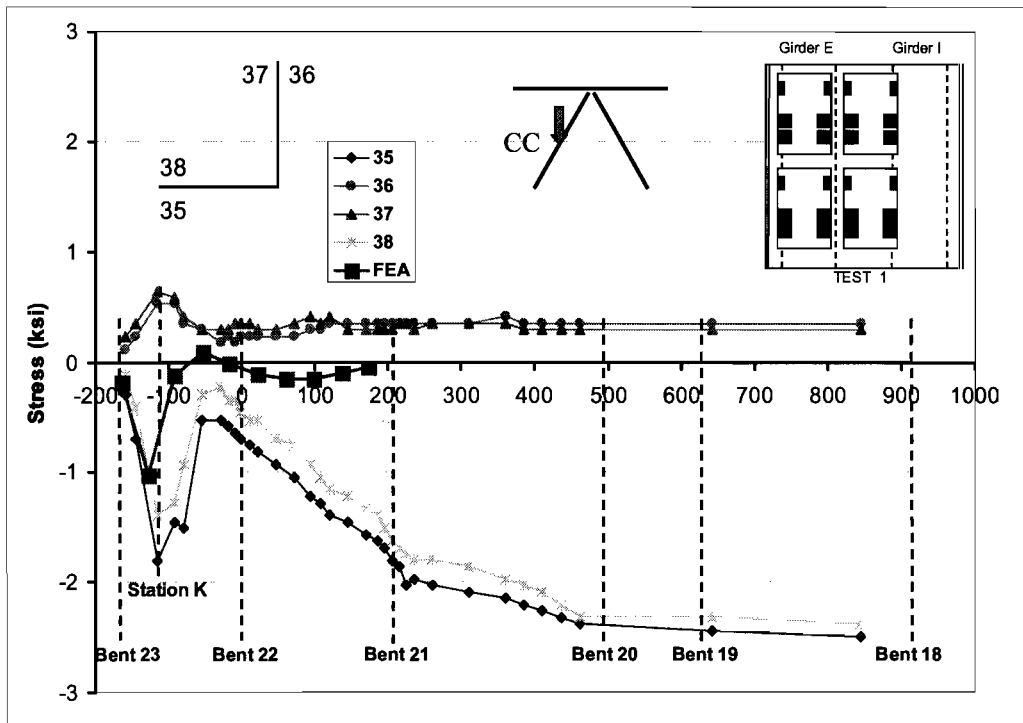 3
2
1
0
-1
-2
-3
Stress (ksi)
37 36
38
35
35
36
37
38
FEA
CC
Girder E Girder I
TEST 1
-200 -100 0 100 200 300 400 500 600 700 800 900 1000
Station K
Bent 23 Bent 22 Bent 21 Bent 20 Bent 19 Bent 18